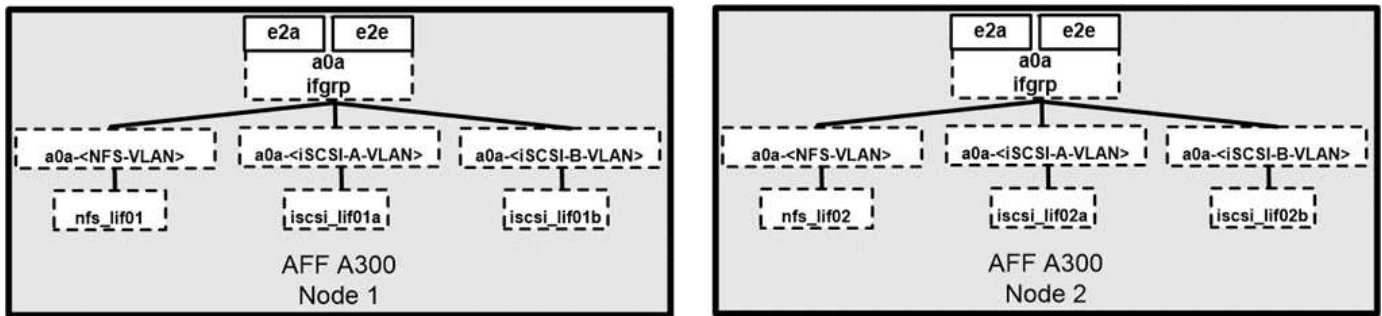 e2a e2e
a0a
ifgrp
a0a-<NFS-VLAN> a0a-<iSCSI-A-VLAN> a0a-<iSCSI-B-VLAN>
nfs_lif01 iscsi_lif01a iscsi_lif01b
AFF A300
Node 1
e2a e2e
a0a
ifgrp
a0a-<NFS-VLAN> a0a-<iSCSI-A-VLAN> a0a-<iSCSI-B-VLAN>
nfs_lif02 iscsi_lif02a iscsi_lif02b
AFF A300
Node 2